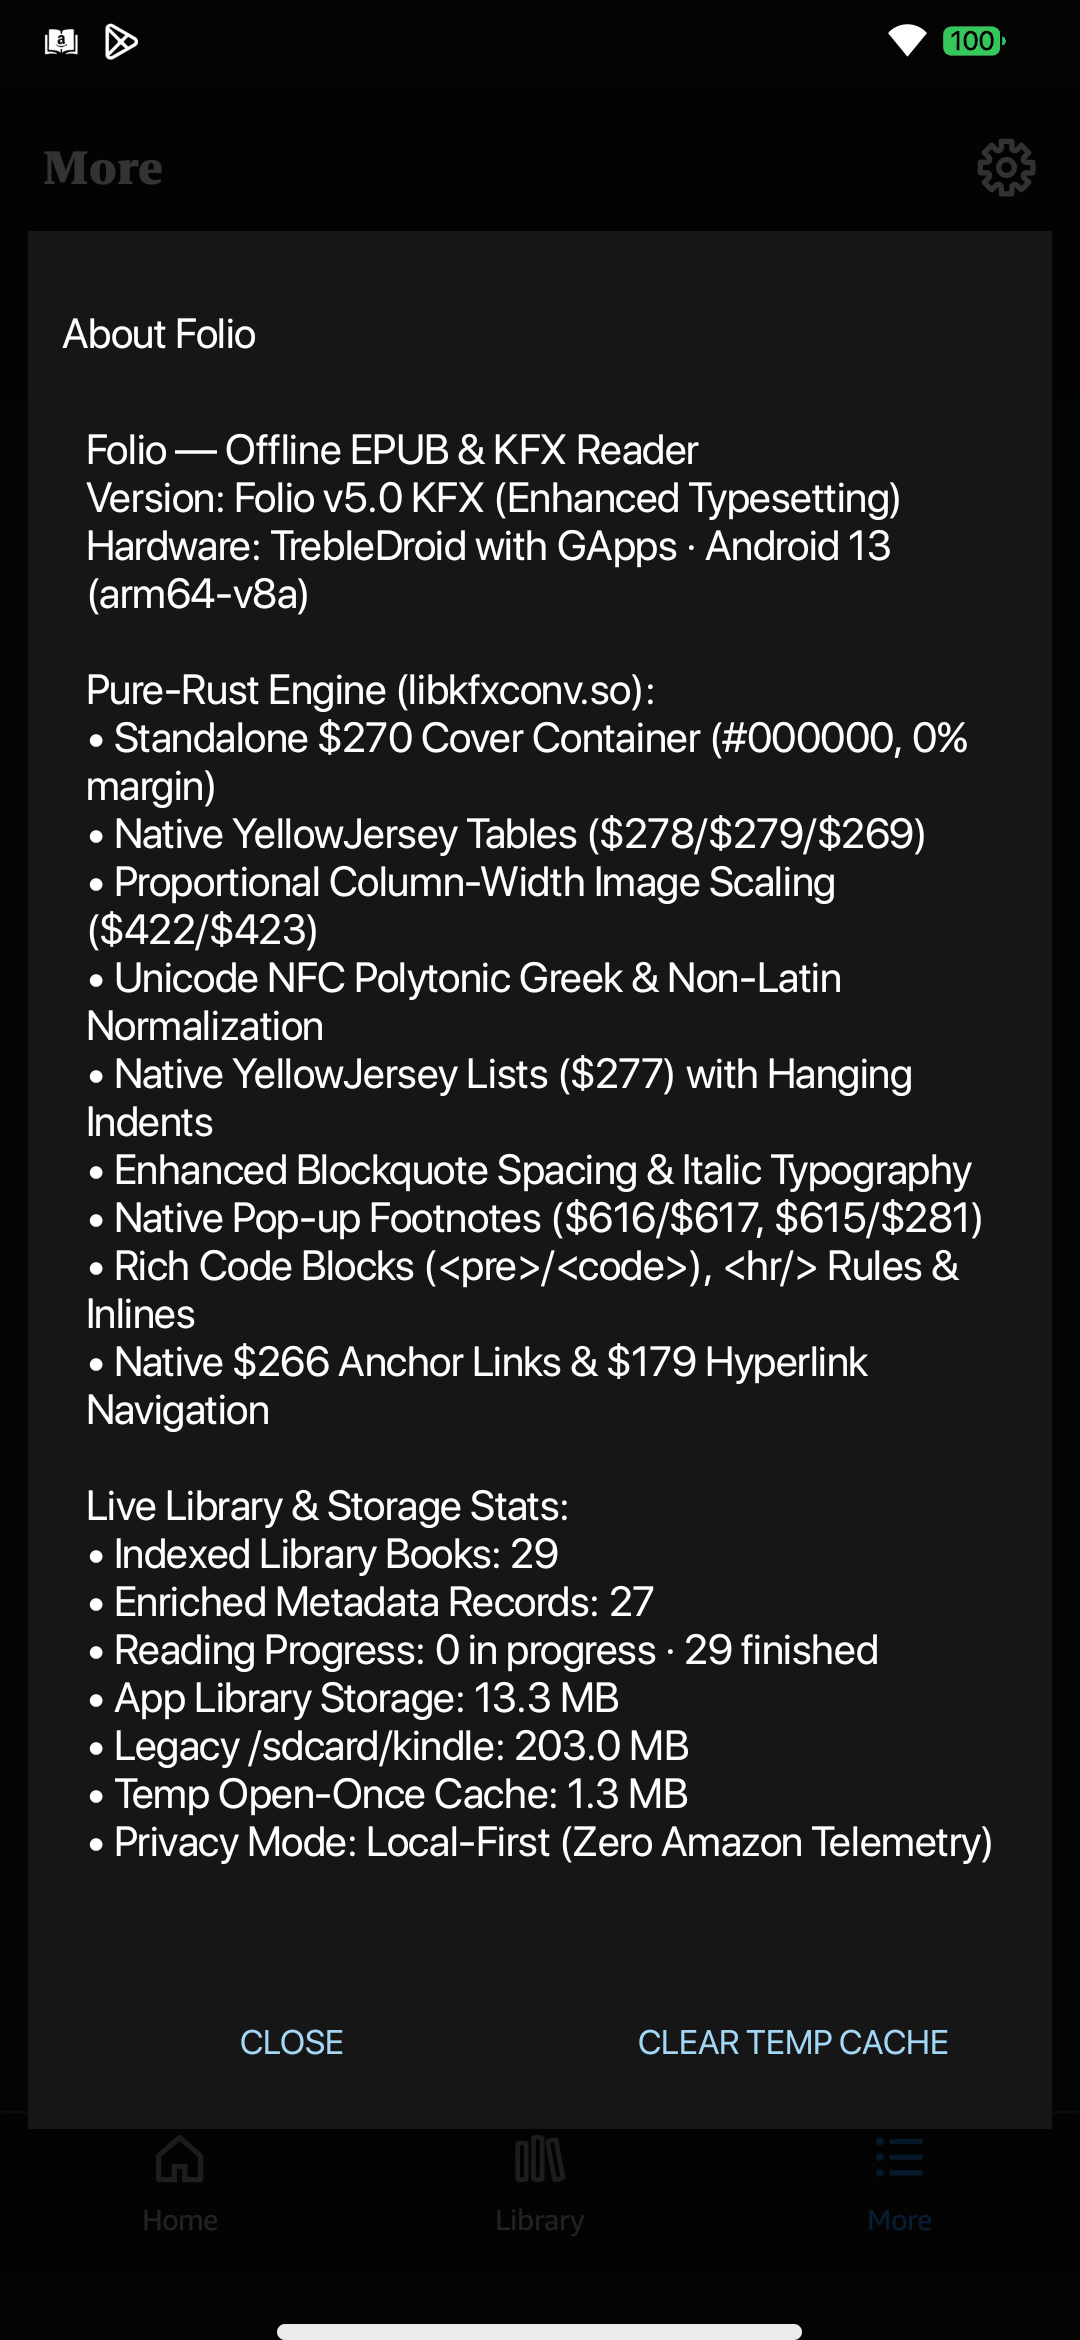 a
100
More
About Folio
Folio — Offline EPUB & KFX Reader
Version: Folio v5.0 KFX (Enhanced Typesetting)
Hardware: TrebleDroid with GApps · Android 13
(arm64-v8a)
Pure-Rust Engine (libkfxconv.so):
• Standalone $270 Cover Container (#000000, 0%
margin)
• Native YellowJersey Tables ($278/$279/$269)
• Proportional Column-Width Image Scaling
($422/$423)
• Unicode NFC Polytonic Greek & Non-Latin
Normalization
• Native YellowJersey Lists ($277) with Hanging
Indents
• Enhanced Blockquote Spacing & Italic Typography
• Native Pop-up Footnotes ($616/$617, $615/$281)
• Rich Code Blocks (<pre>/<code>), <hr/> Rules &
Inlines
• Native $266 Anchor Links & $179 Hyperlink
Navigation
Live Library & Storage Stats:
• Indexed Library Books: 29
• Enriched Metadata Records: 27
• Reading Progress: 0 in progress · 29 finished
• App Library Storage: 13.3 MB
• Legacy /sdcard/kindle: 203.0 MB
• Temp Open-Once Cache: 1.3 MB
• Privacy Mode: Local-First (Zero Amazon Telemetry)
CLOSE CLEAR TEMP CACHE
Home Library More